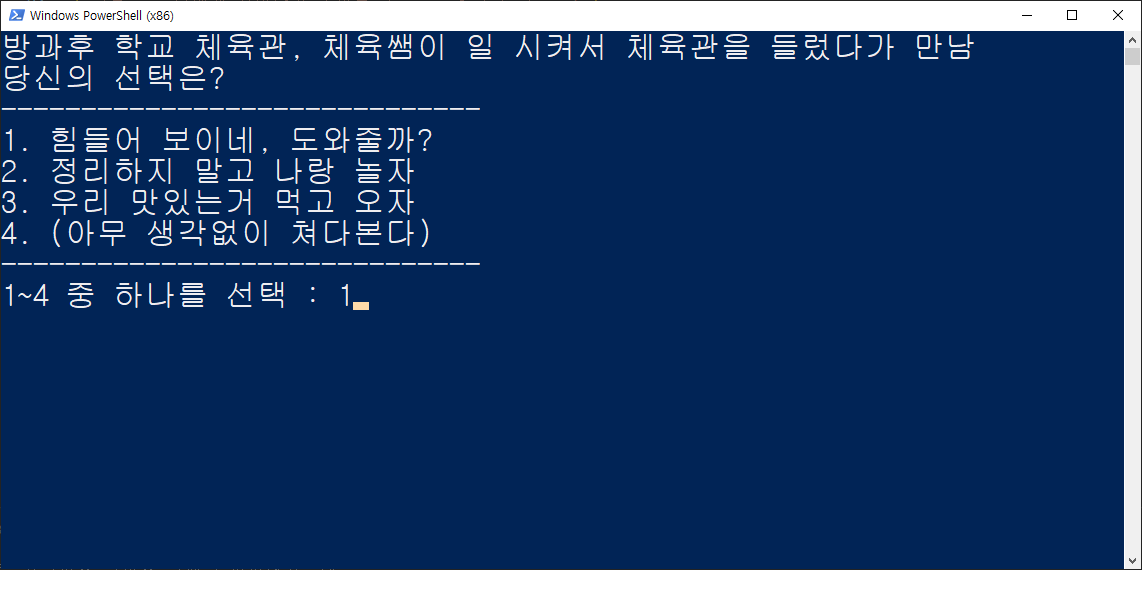 Windows PowerShell (x86)
방과후 학교 체육관, 체육쌤이 일 시켜서 체육관을 들렀다가 만남
당신의 선택은?
------------------------------
1. 힘들어 보이네, 도와줄까?
2. 정리하지 말고 나랑 놀자
3. 우리 맛있는거 먹고 오자
4. (아무 생각없이 쳐다본다)
------------------------------
1~4 중 하나를 선택 : 1